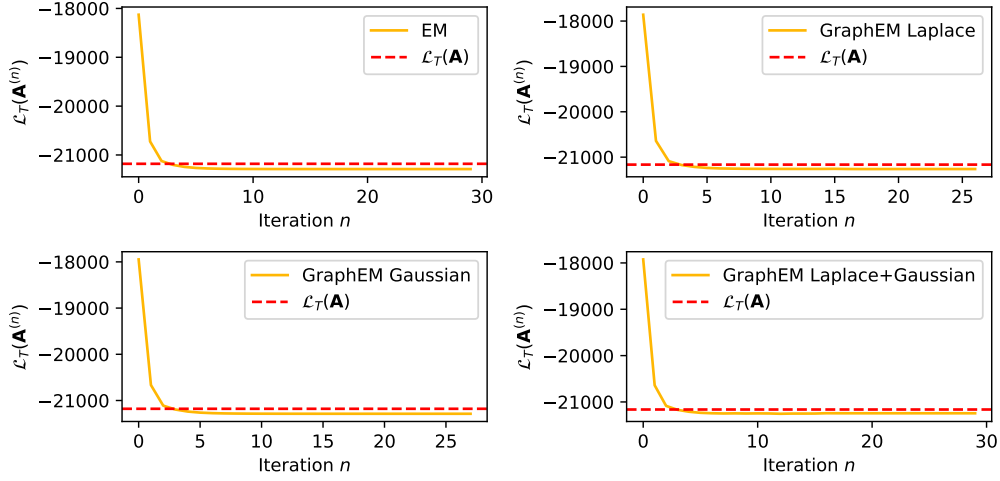 −18000
−19000
−20000
−21000
ℒ_T(𝐀^(n))
EM
ℒ_T(𝐀)
0
10
20
30
Iteration n
−18000
−19000
−20000
−21000
ℒ_T(𝐀^(n))
GraphEM Laplace
ℒ_T(𝐀)
0
5
10
15
20
25
Iteration n
−18000
−19000
−20000
−21000
ℒ_T(𝐀^(n))
GraphEM Gaussian
ℒ_T(𝐀)
0
5
10
15
20
25
Iteration n
−18000
−19000
−20000
−21000
ℒ_T(𝐀^(n))
GraphEM Laplace+Gaussian
ℒ_T(𝐀)
0
10
20
30
Iteration n